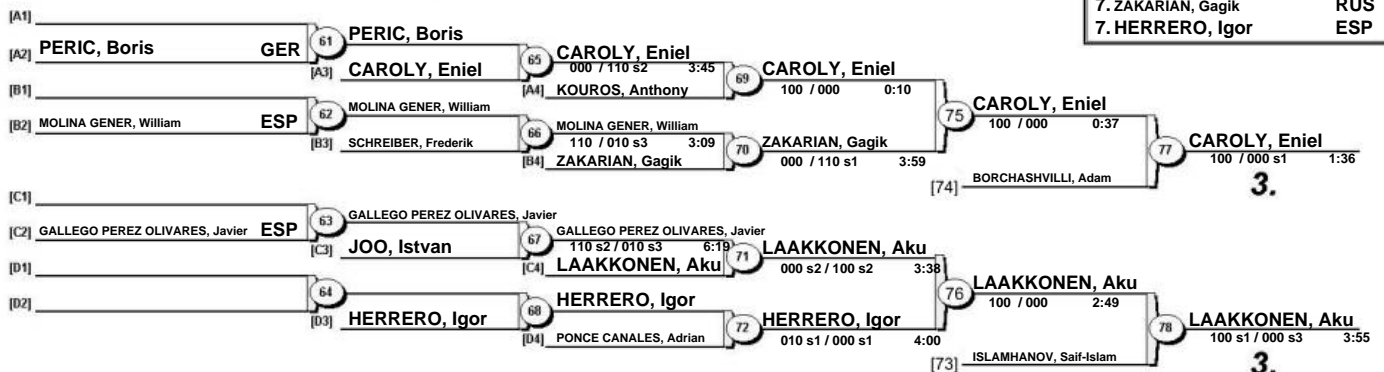 7. ZAKARIAN, Gagik RUS
7. HERRERO, Igor ESP
[A1]
[A2] PERIC, Boris GER
61 PERIC, Boris
[A3] CAROLY, Eniel
65 CAROLY, Eniel
000 / 110 s2 3:45
[A4] KOUROS, Anthony
69 CAROLY, Eniel
100 / 000 0:10
[B1]
[B2] MOLINA GENER, William ESP
62 MOLINA GENER, William
[B3] SCHREIBER, Frederik
66 MOLINA GENER, William
110 / 010 s3 3:09
[B4] ZAKARIAN, Gagik
70 ZAKARIAN, Gagik
000 / 110 s1 3:59
75 CAROLY, Eniel
100 / 000 0:37
[74] BORCHASHVILLI, Adam
77 CAROLY, Eniel
100 / 000 s1 1:36
3.
[C1]
[C2] GALLEGO PEREZ OLIVARES, Javier ESP
63 GALLEGO PEREZ OLIVARES, Javier
[C3] JOO, Istvan
67 GALLEGO PEREZ OLIVARES, Javier
110 s2 / 010 s3 6:19
[C4] LAAKKONEN, Aku
71 LAAKKONEN, Aku
000 s2 / 100 s2 3:38
[D1]
[D2]
64
[D3] HERRERO, Igor
68 HERRERO, Igor
[D4] PONCE CANALES, Adrian
72 HERRERO, Igor
010 s1 / 000 s1 4:00
76 LAAKKONEN, Aku
100 / 000 2:49
[73] ISLAMHANOV, Saif-Islam
78 LAAKKONEN, Aku
100 s1 / 000 s3 3:55
3.